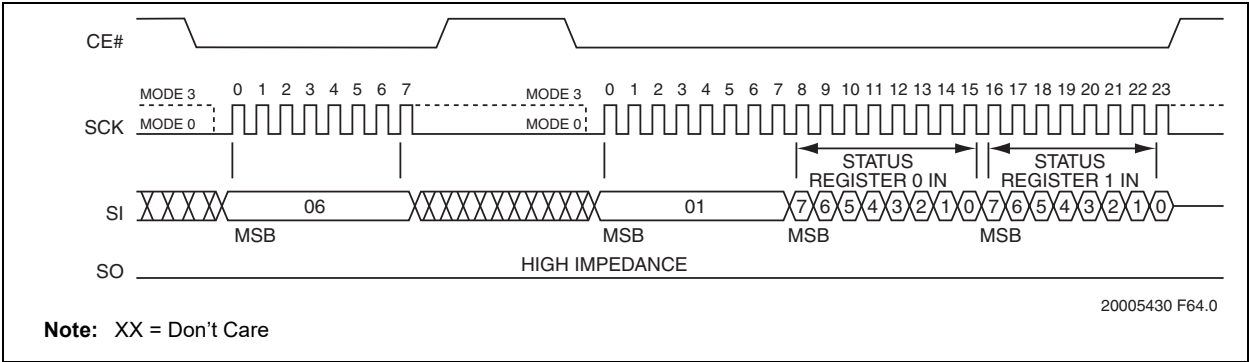 CE#
MODE 3 0 1 2 3 4 5 6 7 MODE 3 0 1 2 3 4 5 6 7 8 9 10 11 12 13 14 15 16 17 18 19 20 21 22 23
SCK MODE 0 MODE 0
STATUS STATUS
REGISTER 0 IN REGISTER 1 IN
SI 06 01 7 6 5 4 3 2 1 0 7 6 5 4 3 2 1 0
MSB MSB MSB MSB
SO HIGH IMPEDANCE
20005430 F64.0
Note: XX = Don't Care